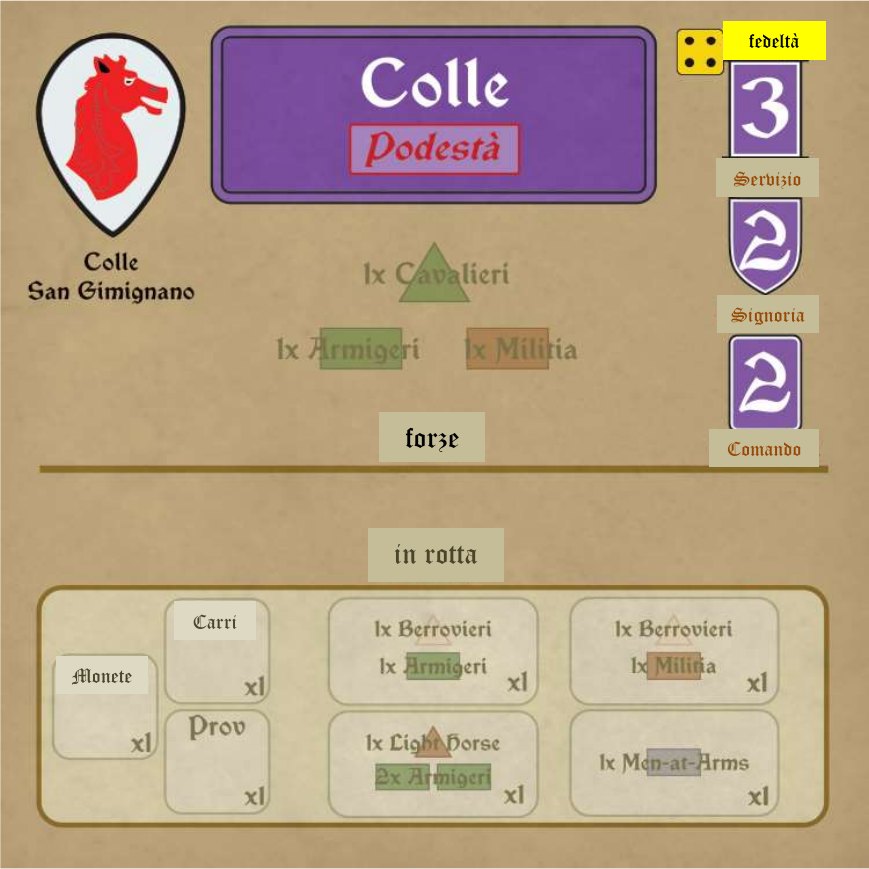 Colle
Podestà
fedeltà
3
Servizio
2
Signoria
2
Comando
Colle
San Gimignano
1x Cavalieri
1x Armigeri
1x Militia
forze
in rotta
Monete
x1
Carri
x1
Prov
x1
1x Berrovieri
1x Armigeri
x1
1x Berrovieri
1x Militia
x1
1x Light Horse
2x Armigeri
x1
1x Men-at-Arms
x1